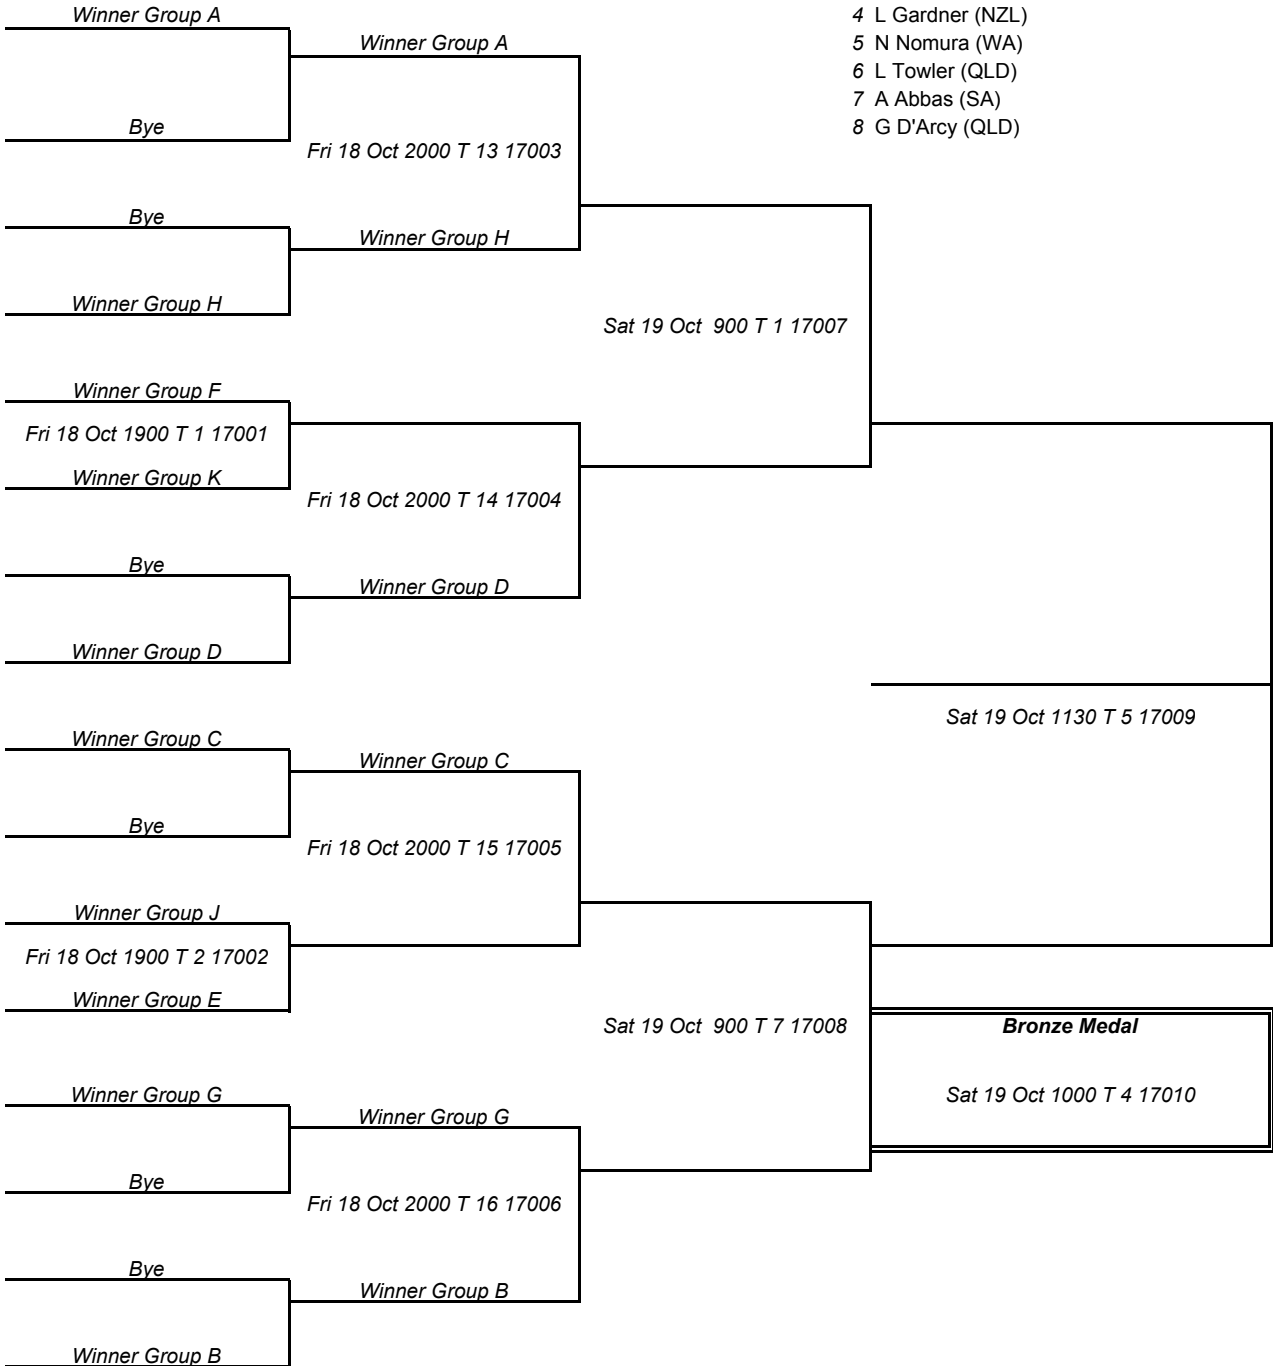 Winner Group A
4 L Gardner (NZL)
Winner Group A
5 N Nomura (WA)
6 L Towler (QLD)
7 A Abbas (SA)
Bye
8 G D'Arcy (QLD)
Fri 18 Oct 2000 T 13 17003
Bye
Winner Group H
Winner Group H
Sat 19 Oct  900 T 1 17007
Winner Group F
Fri 18 Oct 1900 T 1 17001
Winner Group K
Fri 18 Oct 2000 T 14 17004
Bye
Winner Group D
Winner Group D
Sat 19 Oct 1130 T 5 17009
Winner Group C
Winner Group C
Bye
Fri 18 Oct 2000 T 15 17005
Winner Group J
Fri 18 Oct 1900 T 2 17002
Winner Group E
Sat 19 Oct  900 T 7 17008
Bronze Medal
Winner Group G
Sat 19 Oct 1000 T 4 17010
Winner Group G
Bye
Fri 18 Oct 2000 T 16 17006
Bye
Winner Group B
Winner Group B